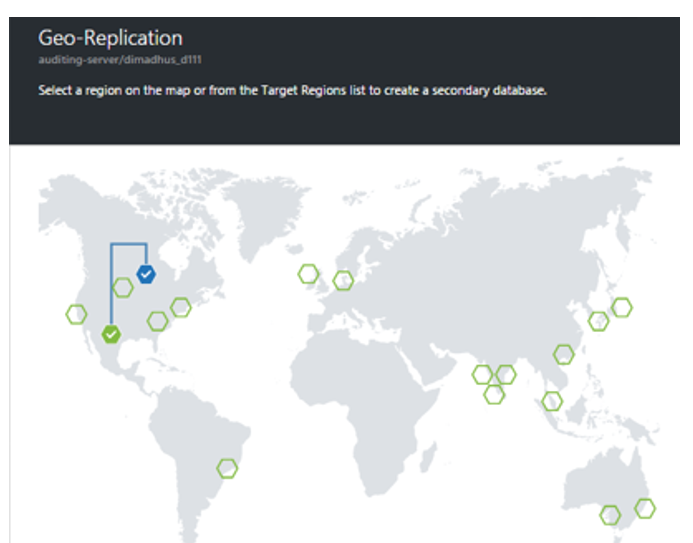 Geo-Replication
auditing-server/dimadhus_d111
Select a region on the map or from the Target Regions list to create a secondary database.